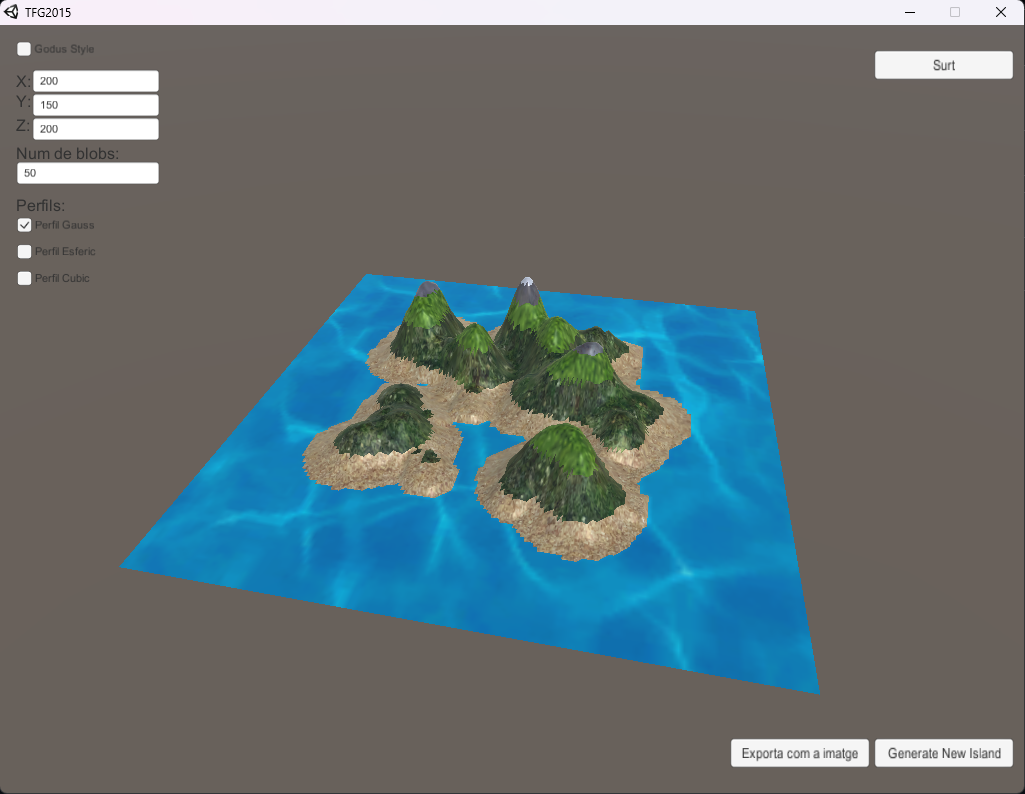 TFG2015
Godus Style
Surt
X: 200
Y: 150
Z: 200
Num de blobs:
50
Perfils:
Perfil Gauss
Perfil Esferic
Perfil Cubic
Exporta com a imatge
Generate New Island